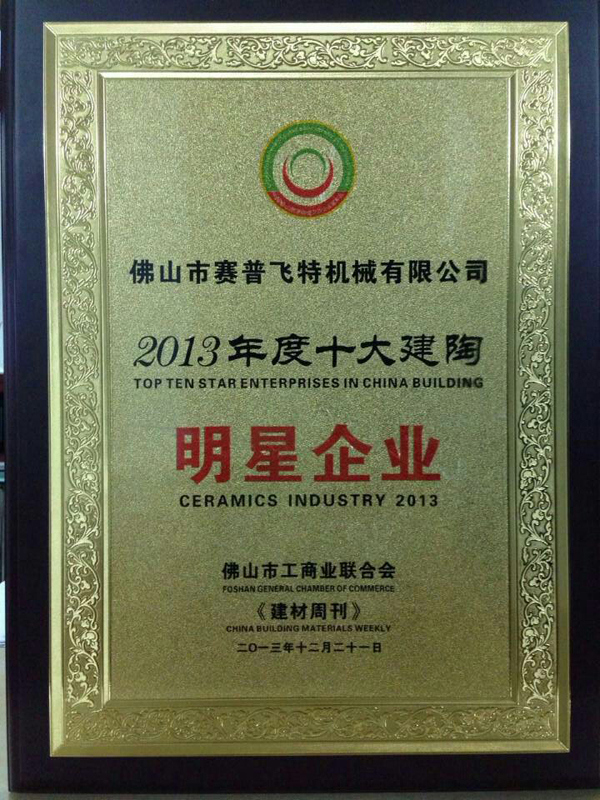 佛山市赛普飞特机械有限公司
2013年度十大建陶
TOP TEN STAR ENTERPRISES IN CHINA BUILDING
明星企业
CERAMICS INDUSTRY 2013
佛山市工商业联合会
FOSHAN GENERAL CHAMBER OF COMMERCE
《建材周刊》
CHINA BUILDING MATERIALS WEEKLY
二〇一三年十二月二十一日